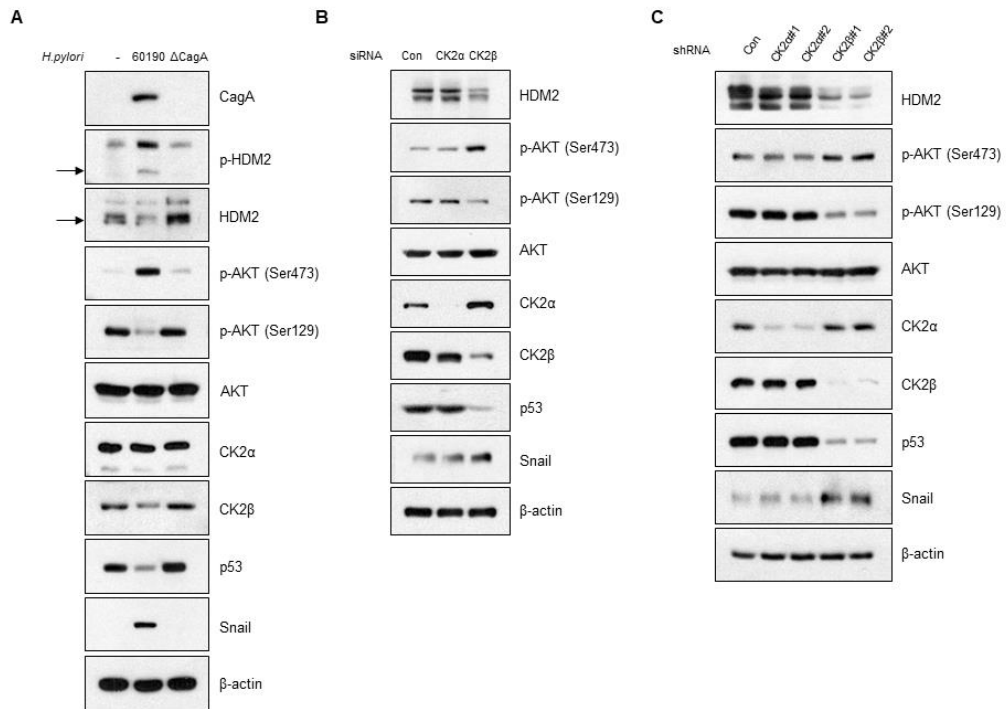 A
H.pylori - 60190 ΔCagA
CagA
p-HDM2
HDM2
p-AKT (Ser473)
p-AKT (Ser129)
AKT
CK2α
CK2β
p53
Snail
β-actin
B
siRNA Con CK2α CK2β
HDM2
p-AKT (Ser473)
p-AKT (Ser129)
AKT
CK2α
CK2β
p53
Snail
β-actin
C
shRNA Con CK2α#1 CK2α#2 CK2β#1 CK2β#2
HDM2
p-AKT (Ser473)
p-AKT (Ser129)
AKT
CK2α
CK2β
p53
Snail
β-actin